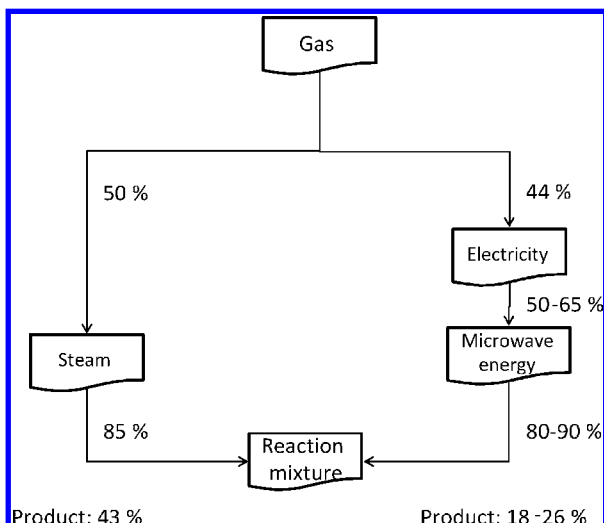 Gas
50 %
44 %
Electricity
50-65 %
Steam
Microwave
energy
85 %
80-90 %
Reaction
mixture
Product: 43 %
Product: 18 -26 %